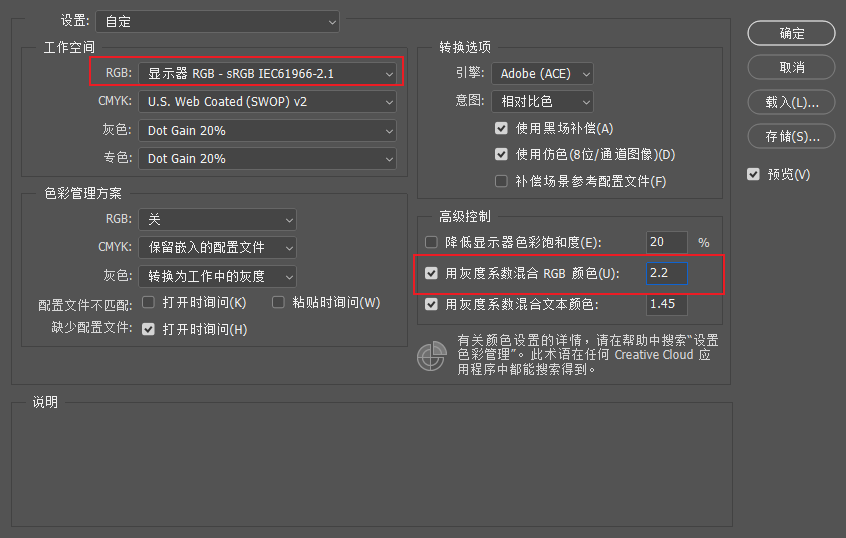 设置: 自定
工作空间
RGB: 显示器 RGB - sRGB IEC61966-2.1
CMYK: U.S. Web Coated (SWOP) v2
灰色: Dot Gain 20%
专色: Dot Gain 20%
色彩管理方案
RGB: 关
CMYK: 保留嵌入的配置文件
灰色: 转换为工作中的灰度
配置文件不匹配: 打开时询问(K) 粘贴时询问(W)
缺少配置文件: 打开时询问(H)
转换选项
引擎: Adobe (ACE)
意图: 相对比色
使用黑场补偿(A)
使用仿色(8位/通道图像)(D)
补偿场景参考配置文件(F)
高级控制
降低显示器色彩饱和度(E): 20 %
用灰度系数混合 RGB 颜色(U): 2.2
用灰度系数混合文本颜色: 1.45
有关颜色设置的详情，请在帮助中搜索“设置
色彩管理”。此术语在任何 Creative Cloud 应
用程序中都能搜索得到。
确定
取消
载入(L)...
存储(S)...
预览(V)
说明